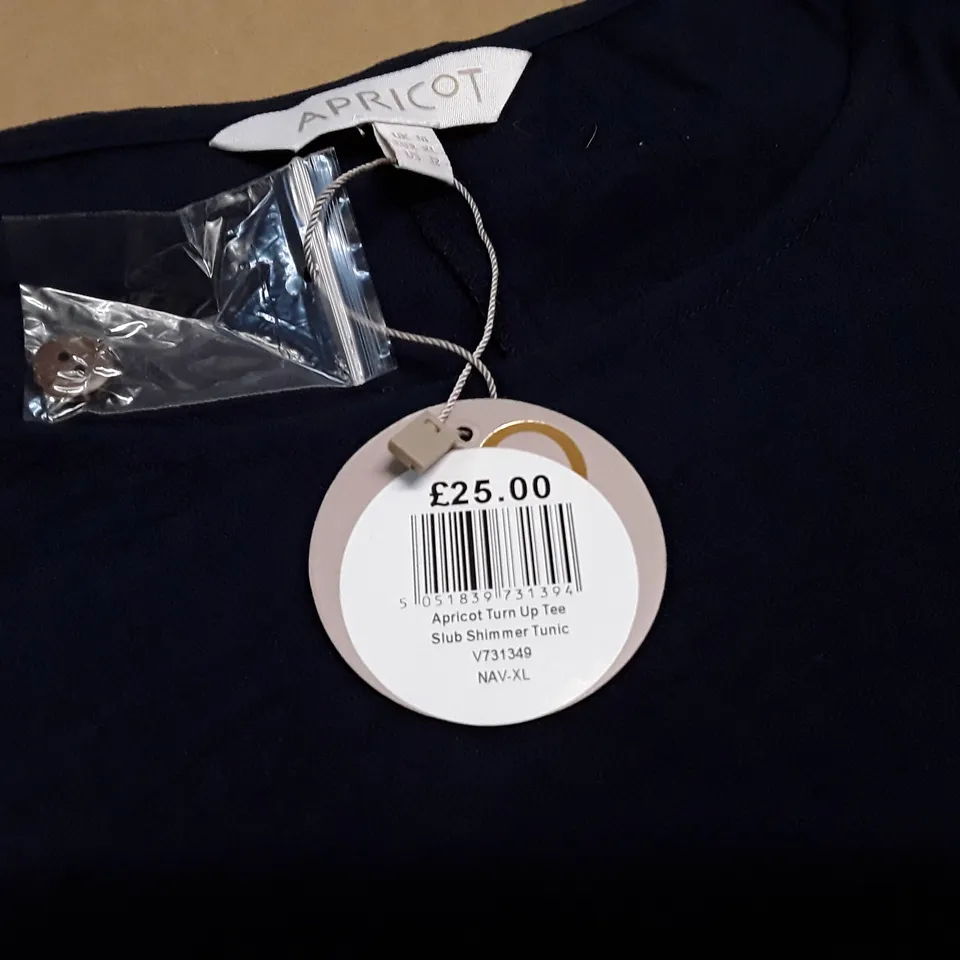 APRICOT
£25.00
5 051839 731394
Apricot Turn Up Tee
Slub Shimmer Tunic
V731349
NAV-XL